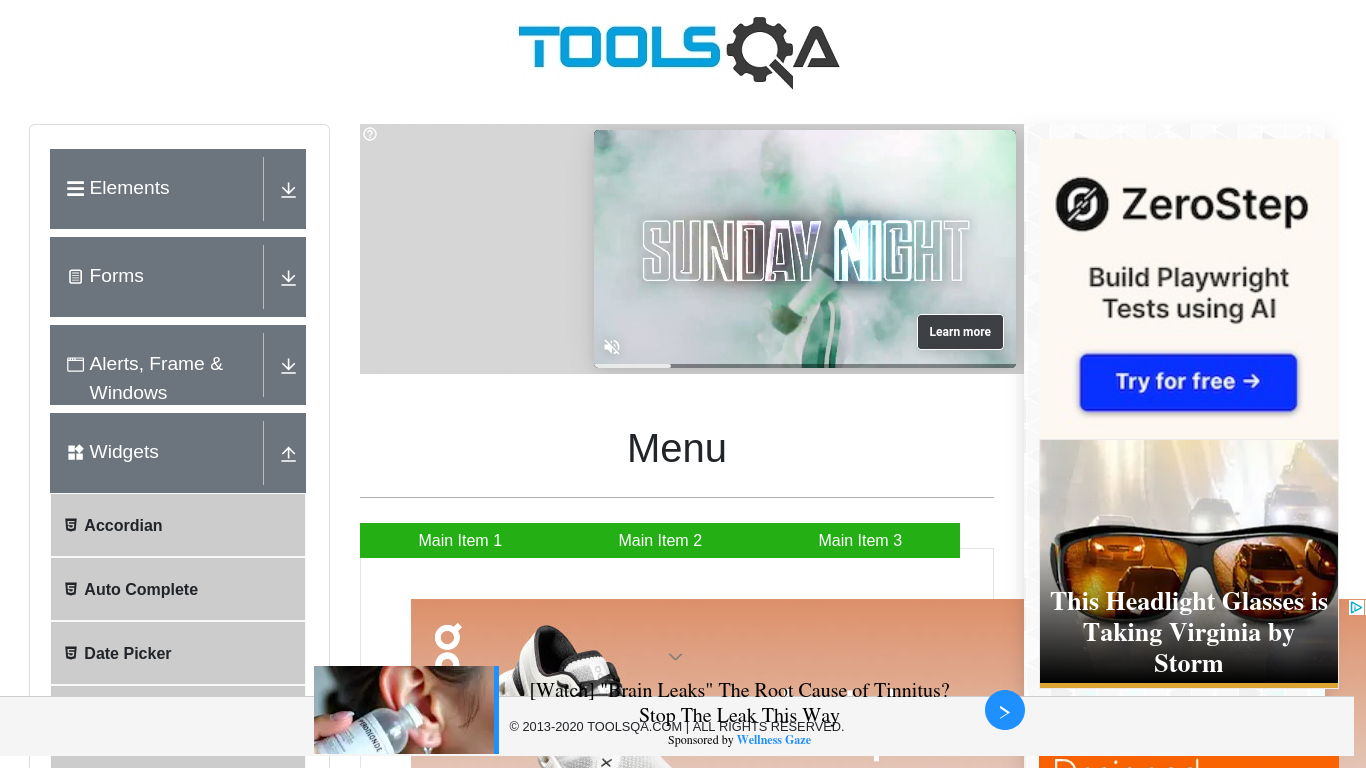 TOOLSQA
Elements
Forms
Alerts, Frame &
Windows
Widgets
Accordian
Auto Complete
Date Picker
SUNDAY NIGHT
Learn more
Menu
Main Item 1
Main Item 2
Main Item 3
ZeroStep
Build Playwright
Tests using AI
Try for free →
This Headlight Glasses is
Taking Virginia by
Storm
[Watch] "Brain Leaks" The Root Cause of Tinnitus?
Stop The Leak This Way
Sponsored by Wellness Gaze
© 2013-2020 TOOLSQA.COM | ALL RIGHTS RESERVED.
Designed